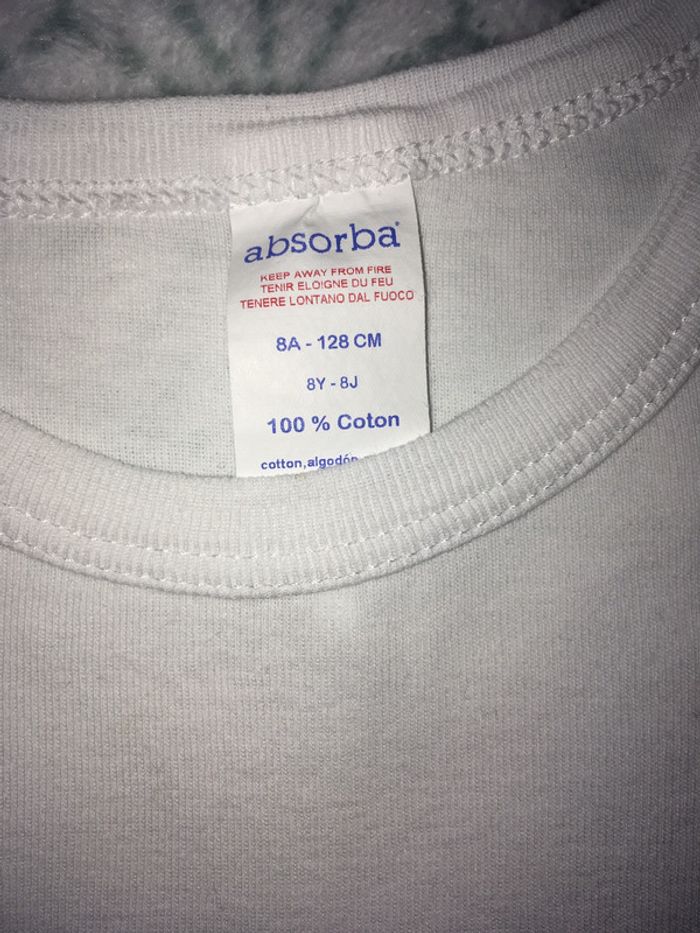 absorba
KEEP AWAY FROM FIRE
TENIR ELOIGNE DU FEU
TENERE LONTANO DAL FUOCO
8A - 128 CM
8Y - 8J
100 % Coton
cotton, algodón